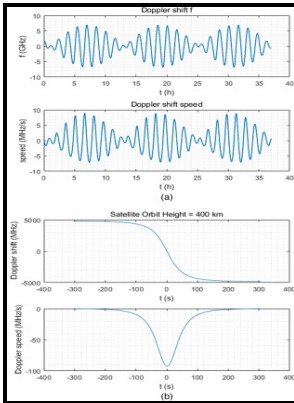 Doppler shift f
10
5
0
-5
-10
f (GHz)
0 5 10 15 20 25 30 35 40
t (h)
Doppler shift speed
10
5
0
-5
-10
speed (MHz/s)
0 5 10 15 20 25 30 35 40
t (h)
(a)
Satellite Orbit Height = 400 km
5000
0
-5000
Doppler shift (MHz)
-400 -300 -200 -100 0 100 200 300 400
t (s)
0
-50
-100
Doppler speed (MHz/s)
-400 -300 -200 -100 0 100 200 300 400
t (s)
(b)